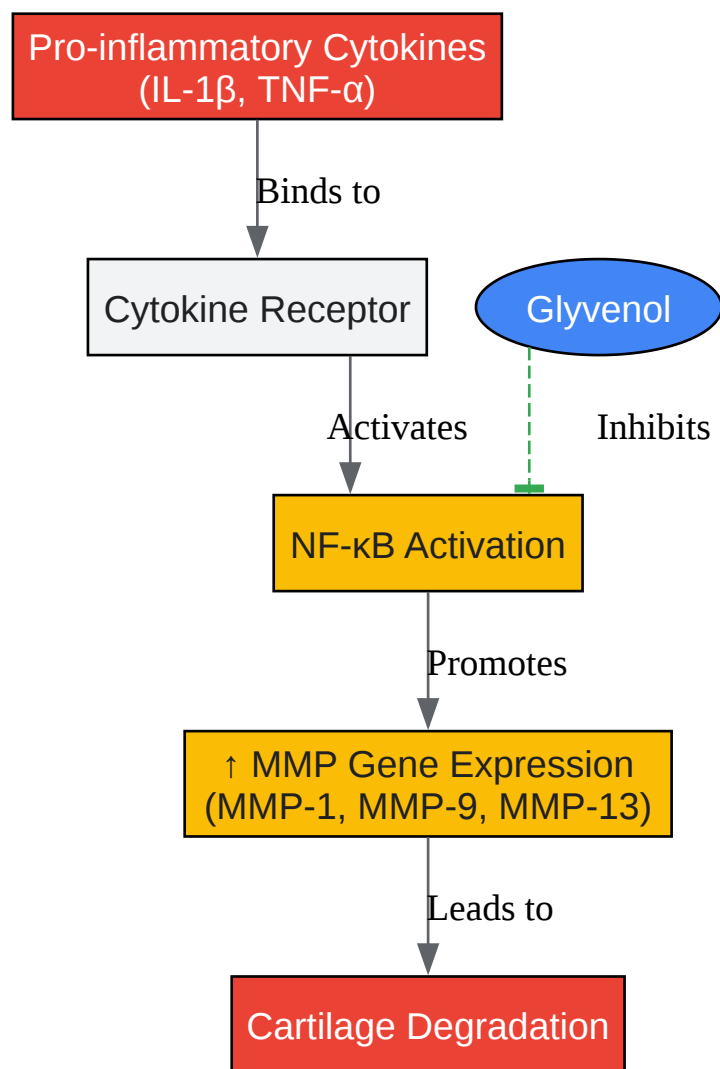 Pro-inflammatory Cytokines
(IL-1β, TNF-α)
Binds to
Cytokine Receptor
Glyvenol
Activates
Inhibits
NF-κB Activation
Promotes
↑ MMP Gene Expression
(MMP-1, MMP-9, MMP-13)
Leads to
Cartilage Degradation